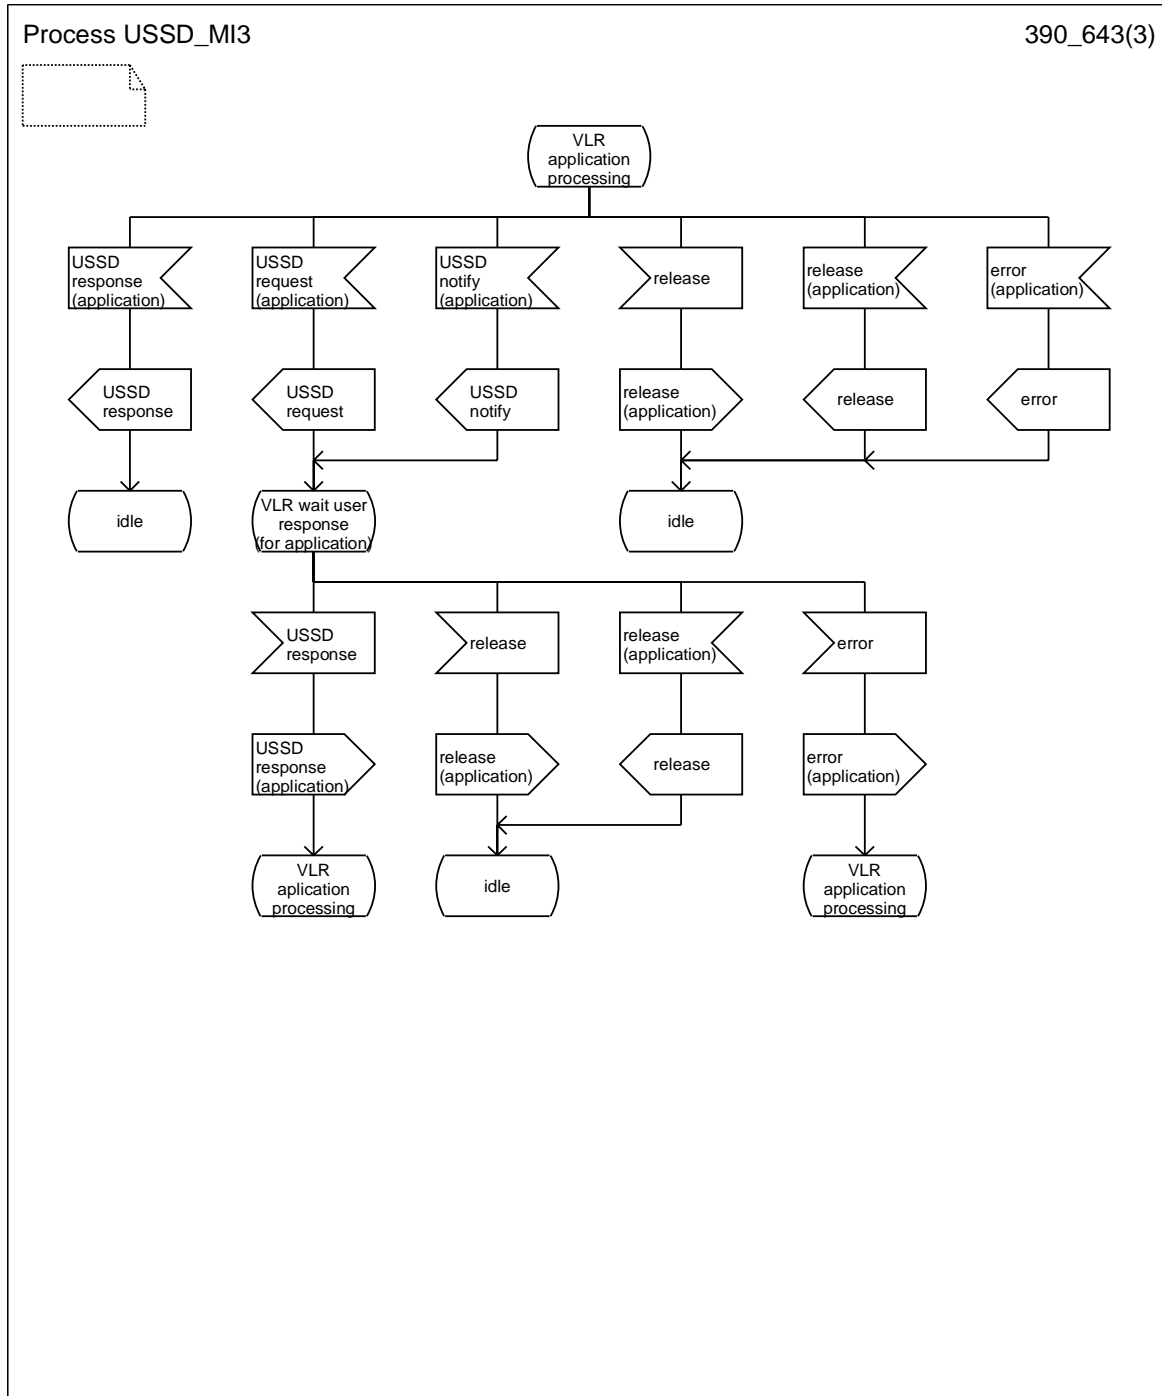 Process USSD_MI3
390_643(3)
VLR
application
processing
USSD
response
(application)
USSD
request
(application)
USSD
notify
(application)
release
release
(application)
error
(application)
USSD
response
USSD
request
USSD
notify
release
(application)
release
error
idle
VLR wait user
response
(for application)
idle
USSD
response
release
release
(application)
error
USSD
response
(application)
release
(application)
release
error
(application)
VLR
aplication
processing
idle
VLR
application
processing